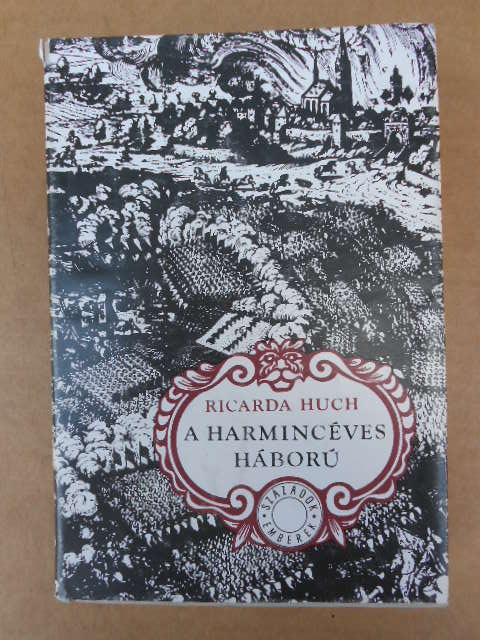 RICARDA HUCH
A HARMINCÉVES
HÁBORÚ
SZÁZADOK
EMBEREK